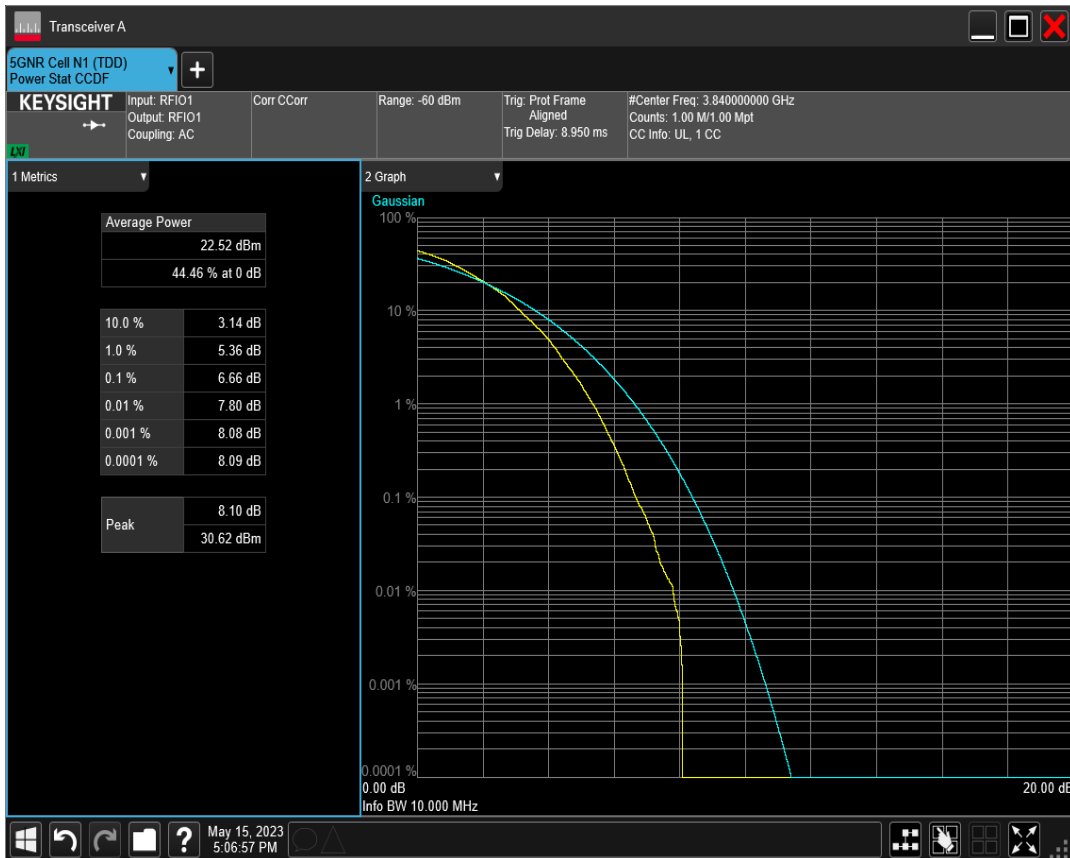 Transceiver A
5GNR Cell N1 (TDD)
Power Stat CCDF
+
KEYSIGHT
LXI
Input: RFIO1
Output: RFIO1
Coupling: AC
Corr CCorr
Range: -60 dBm
Trig: Prot Frame
Aligned
Trig Delay: 8.950 ms
#Center Freq: 3.840000000 GHz
Counts: 1.00 M/1.00 Mpt
CC Info: UL, 1 CC
1 Metrics
Average Power
22.52 dBm
44.46 % at 0 dB
10.0 % 3.14 dB
1.0 % 5.36 dB
0.1 % 6.66 dB
0.01 % 7.80 dB
0.001 % 8.08 dB
0.0001 % 8.09 dB
Peak 8.10 dB
30.62 dBm
2 Graph
Gaussian
100 %
10 %
1 %
0.1 %
0.01 %
0.001 %
0.0001 %
0.00 dB 20.00 dB
Info BW 10.000 MHz
?
May 15, 2023
5:06:57 PM